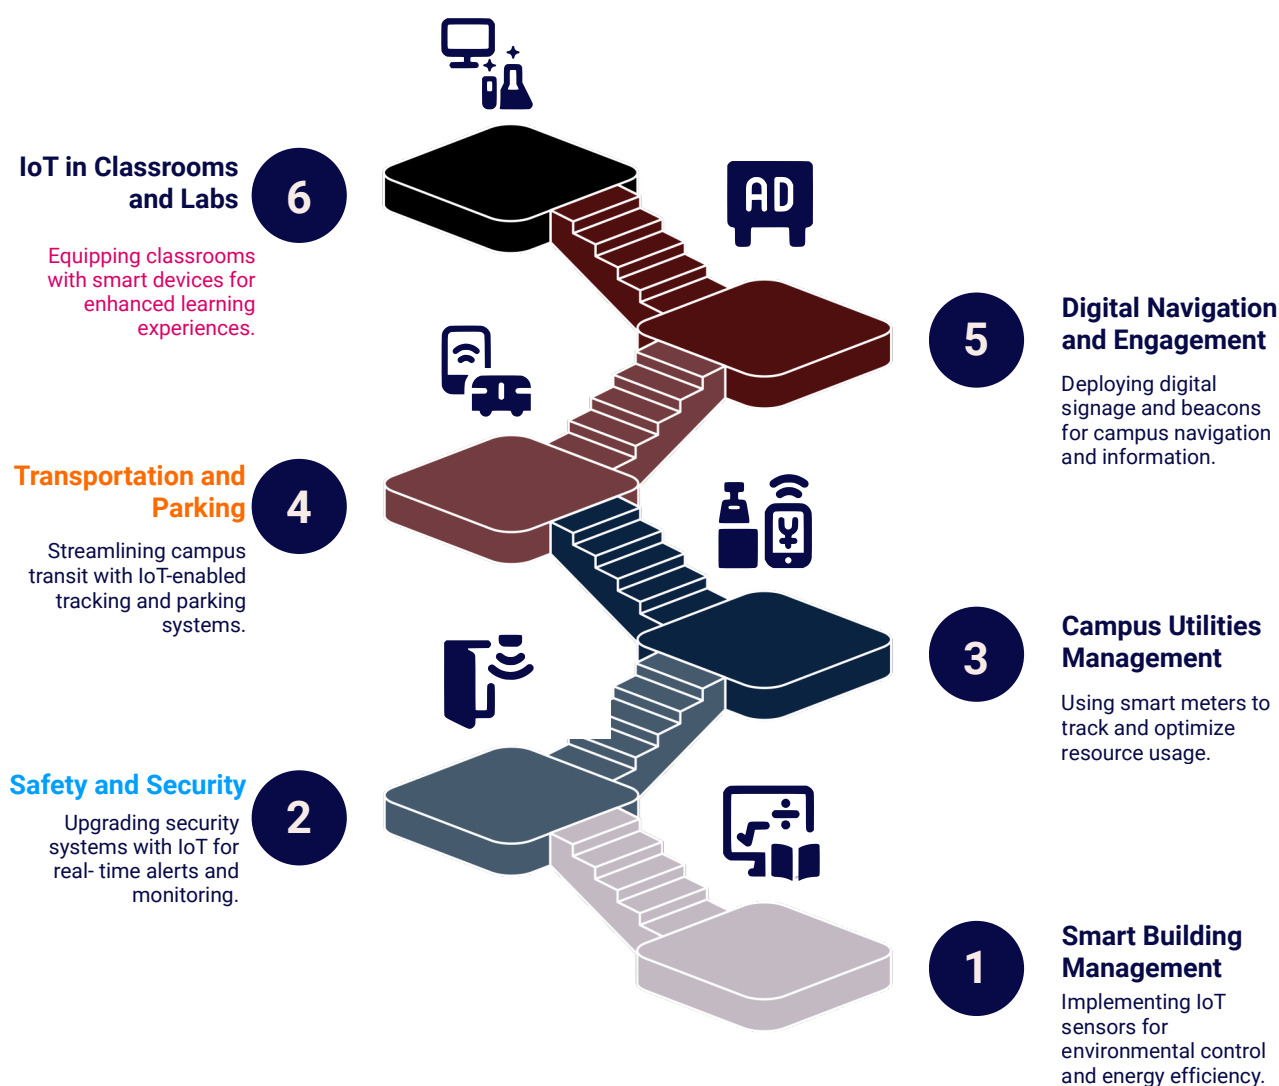 IoT in Classrooms
and Labs
6
Equipping classrooms
with smart devices for
enhanced learning
experiences.
AD
5
Digital Navigation
and Engagement
Deploying digital
signage and beacons
for campus navigation
and information.
Transportation and
Parking
4
Streamlining campus
transit with IoT-enabled
tracking and parking
systems.
¥
3
Campus Utilities
Management
Using smart meters to
track and optimize
resource usage.
Safety and Security
2
Upgrading security
systems with IoT for
real- time alerts and
monitoring.
√ ÷
1
Smart Building
Management
Implementing IoT
sensors for
environmental control
and energy efficiency.